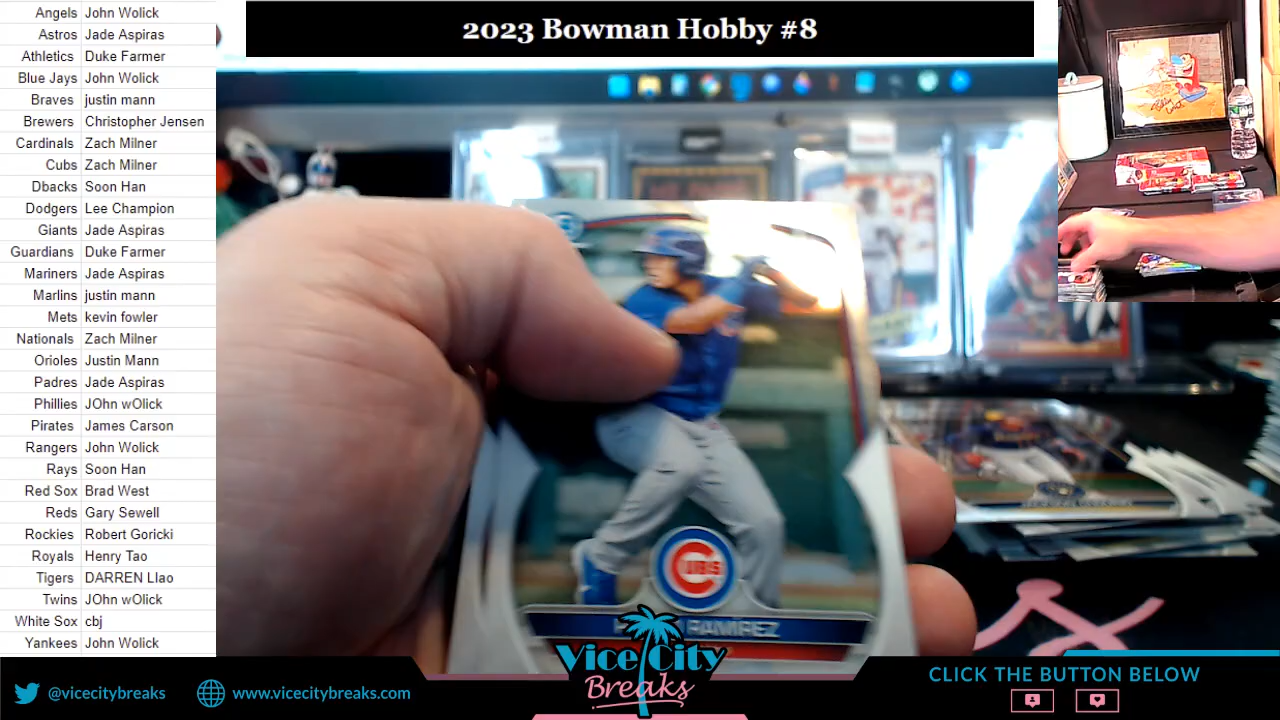 2023 Bowman Hobby #8
Angels John Wolick
Astros Jade Aspiras
Athletics Duke Farmer
Blue Jays John Wolick
Braves justin mann
Brewers Christopher Jensen
Cardinals Zach Milner
Cubs Zach Milner
Dbacks Soon Han
Dodgers Lee Champion
Giants Jade Aspiras
Guardians Duke Farmer
Mariners Jade Aspiras
Marlins justin mann
Mets kevin fowler
Nationals Zach Milner
Orioles Justin Mann
Padres Jade Aspiras
Phillies JOhn wOlick
Pirates James Carson
Rangers John Wolick
Rays Soon Han
Red Sox Brad West
Reds Gary Sewell
Rockies Robert Goricki
Royals Henry Tao
Tigers DARREN LIao
Twins JOhn wOlick
White Sox cbj
Yankees John Wolick
CUBS
RAMÍREZ
Vice City
Breaks
@vicecitybreaks
www.vicecitybreaks.com
CLICK THE BUTTON BELOW